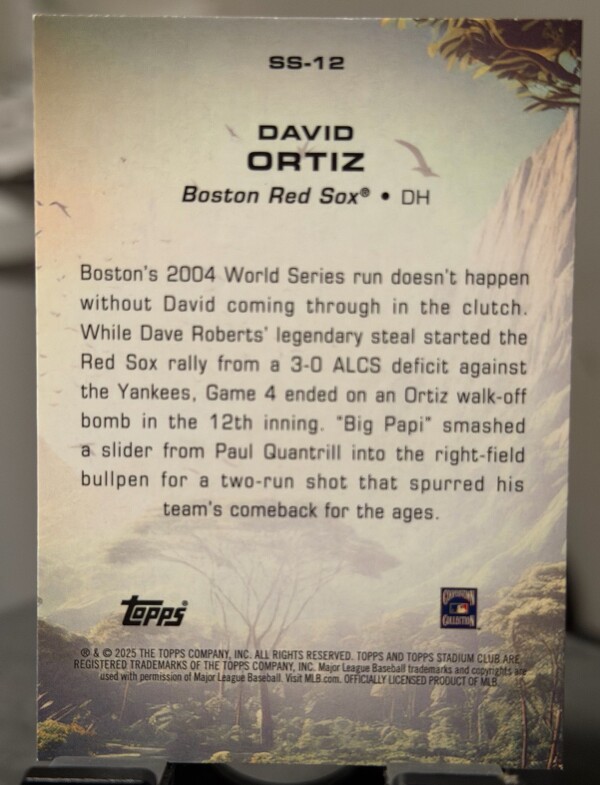 SS-12
DAVID
ORTIZ
Boston Red Sox® • DH
Boston's 2004 World Series run doesn't happen
without David coming through in the clutch.
While Dave Roberts' legendary steal started the
Red Sox rally from a 3-0 ALCS deficit against
the Yankees, Game 4 ended on an Ortiz walk-off
bomb in the 12th inning. "Big Papi" smashed
a slider from Paul Quantrill into the right-field
bullpen for a two-run shot that spurred his
team's comeback for the ages.
topps®
COOPERSTOWN
COLLECTION
® & © 2025 THE TOPPS COMPANY, INC. ALL RIGHTS RESERVED. TOPPS AND TOPPS STADIUM CLUB ARE
REGISTERED TRADEMARKS OF THE TOPPS COMPANY, INC. Major League Baseball trademarks and copyrights are
used with permission of Major League Baseball. Visit MLB.com. OFFICIALLY LICENSED PRODUCT OF MLB.